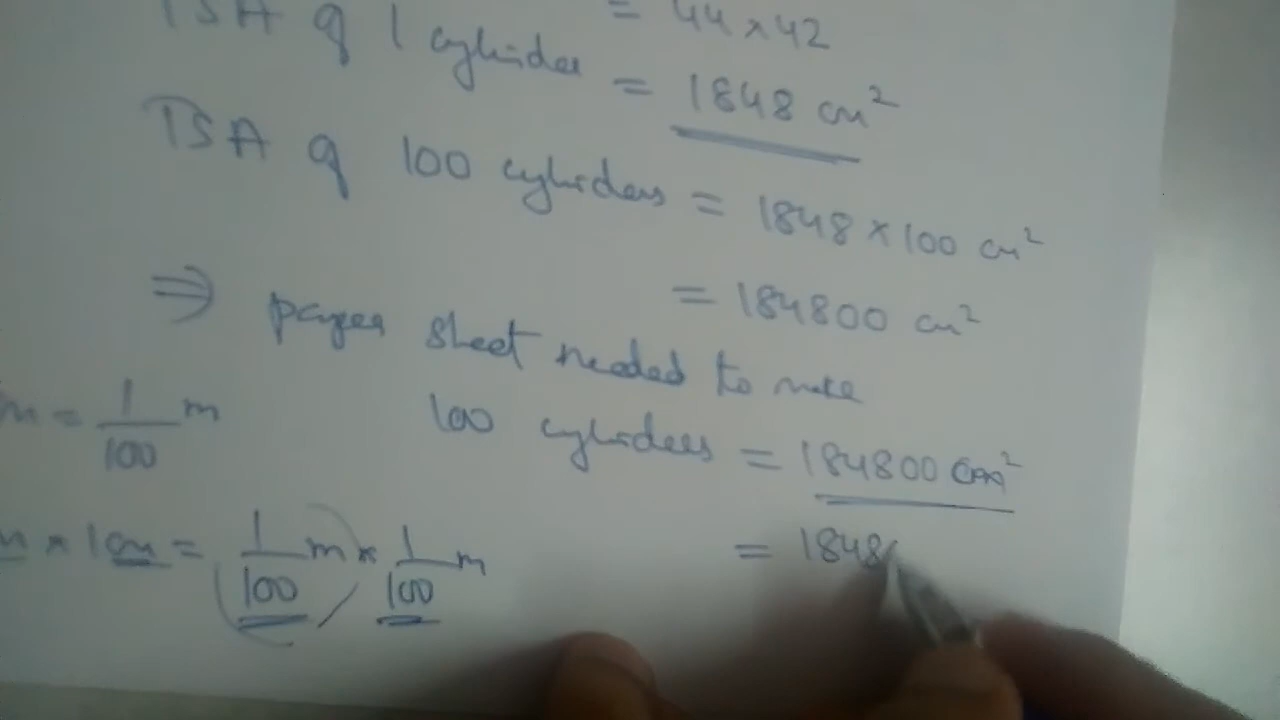 TSA of 1 cylinder = 44 × 42
= 1848 cm²
TSA of 100 cylinders = 1848 × 100 cm²
= 184800 cm²
⇒ paper sheet needed to make
100 cylinders = 184800 cm²
m = 1/100 m
× 1cm = 1/100 m × 1/100 m
= 1848